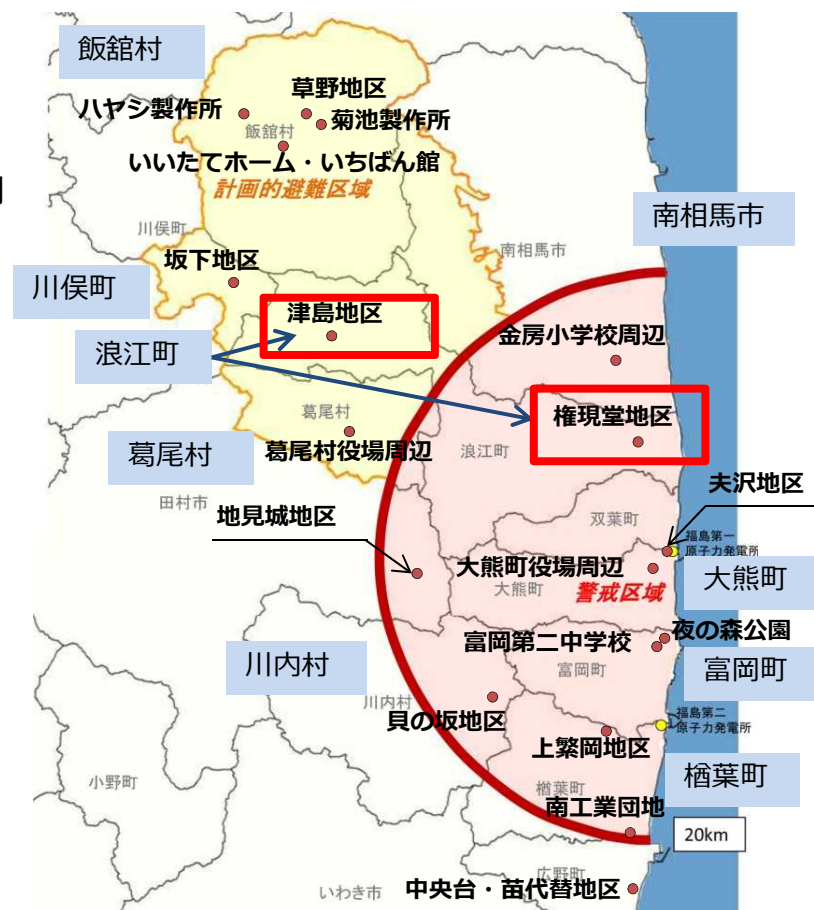 飯舘村
草野地区
ハヤシ製作所
菊池製作所
飯舘村
いいたてホーム・いちばん館
計画的避難区域
南相馬市
川俣町
南相馬市
坂下地区
川俣町
津島地区
金房小学校周辺
浪江町
権現堂地区
葛尾村
葛尾村役場周辺
浪江町
葛尾村
夫沢地区
田村市
地見城地区
双葉町
福島第一
原子力発電所
大熊町役場周辺
大熊町
大熊町
警戒区域
夜の森公園
富岡第二中学校
川内村
富岡町
富岡町
川内村
貝の坂地区
福島第二
原子力発電所
上繁岡地区
楢葉町
小野町
楢葉町
南工業団地
20km
広野町
いわき市
中央台・苗代替地区